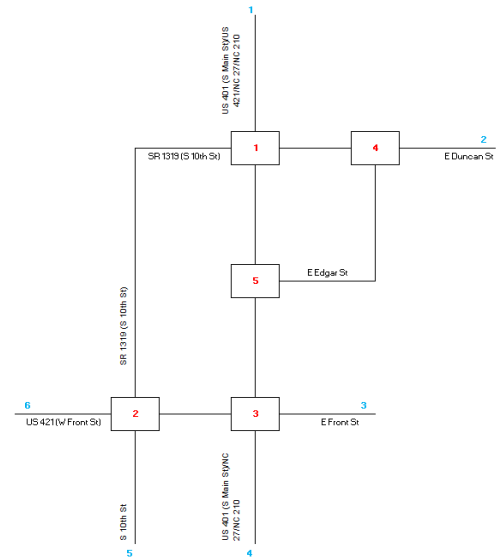 1
US 401 (S Main St)/US
421/NC 27/NC 210
2
SR 1319 (S 10th St)
1
4
E Duncan St
5
E Edgar St
SR 1319 (S 10th St)
6
3
US 421 (W Front St)
2
3
E Front St
S 10th St
US 401 (S Main St)/NC
27/NC 210
5
4